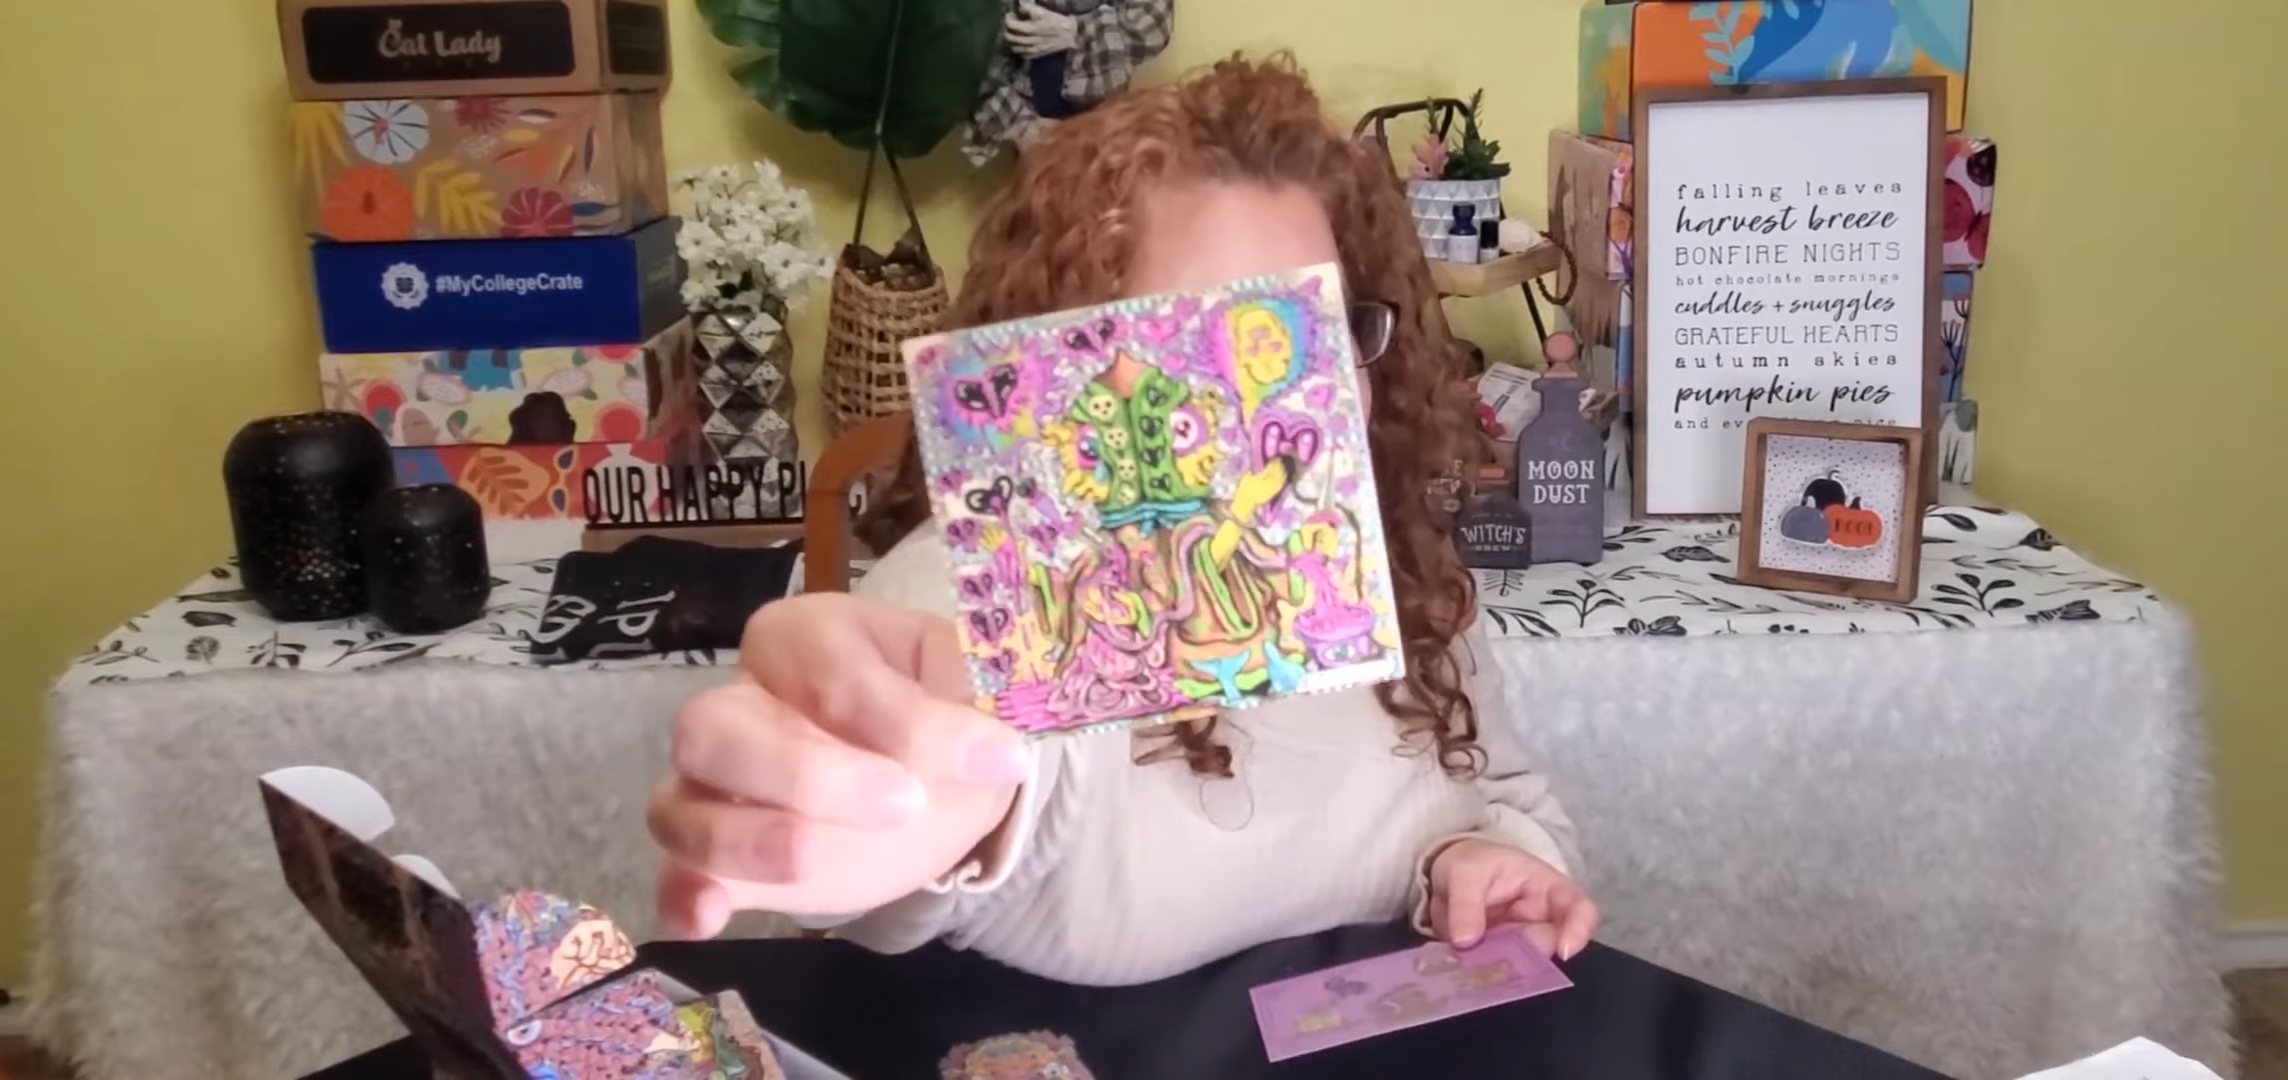 Cat Lady
#MyCollegeCrate
OUR HAPPY
falling leaves
harvest breeze
BONFIRE NIGHTS
hot chocolate mornings
cuddles + snuggles
GRATEFUL HEARTS
autumn skies
pumpkin pies
and
MOON
DUST
WITCH'S
BREW
BOO!